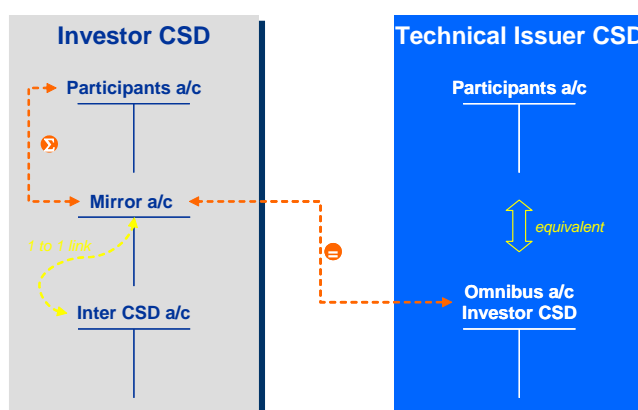 Investor CSD
Technical Issuer CSD
Participants a/c
Participants a/c
Σ
Mirror a/c
equivalent
1 to 1 link
=
Inter CSD a/c
Omnibus a/c
Investor CSD